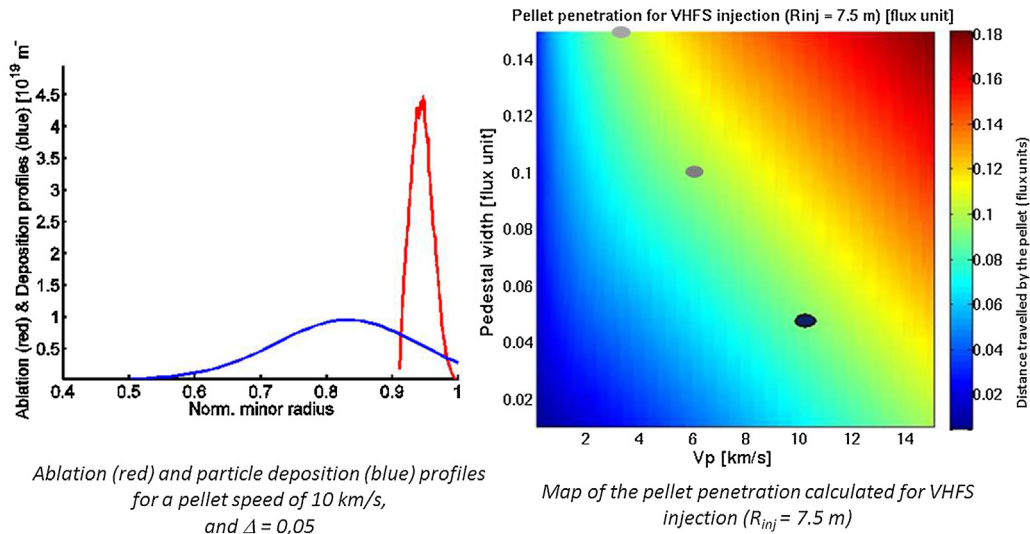 Ablation (red) & Deposition profiles (blue) [10^19 m^-
4.5
4
3.5
3
2.5
2
1.5
1
0.5
0.4 0.5 0.6 0.7 0.8 0.9 1
Norm. minor radius
Ablation (red) and particle deposition (blue) profiles
for a pellet speed of 10 km/s,
and Δ = 0,05
Pellet penetration for VHFS injection (Rinj = 7.5 m) [flux unit]
Pedestal width [flux unit]
0.14
0.12
0.1
0.08
0.06
0.04
0.02
2 4 6 8 10 12 14
Vp [km/s]
0.18
0.16
0.14
0.12
0.1
0.08
0.06
0.04
0.02
Distance travelled by the pellet (flux units)
Map of the pellet penetration calculated for VHFS
injection (Rinj = 7.5 m)